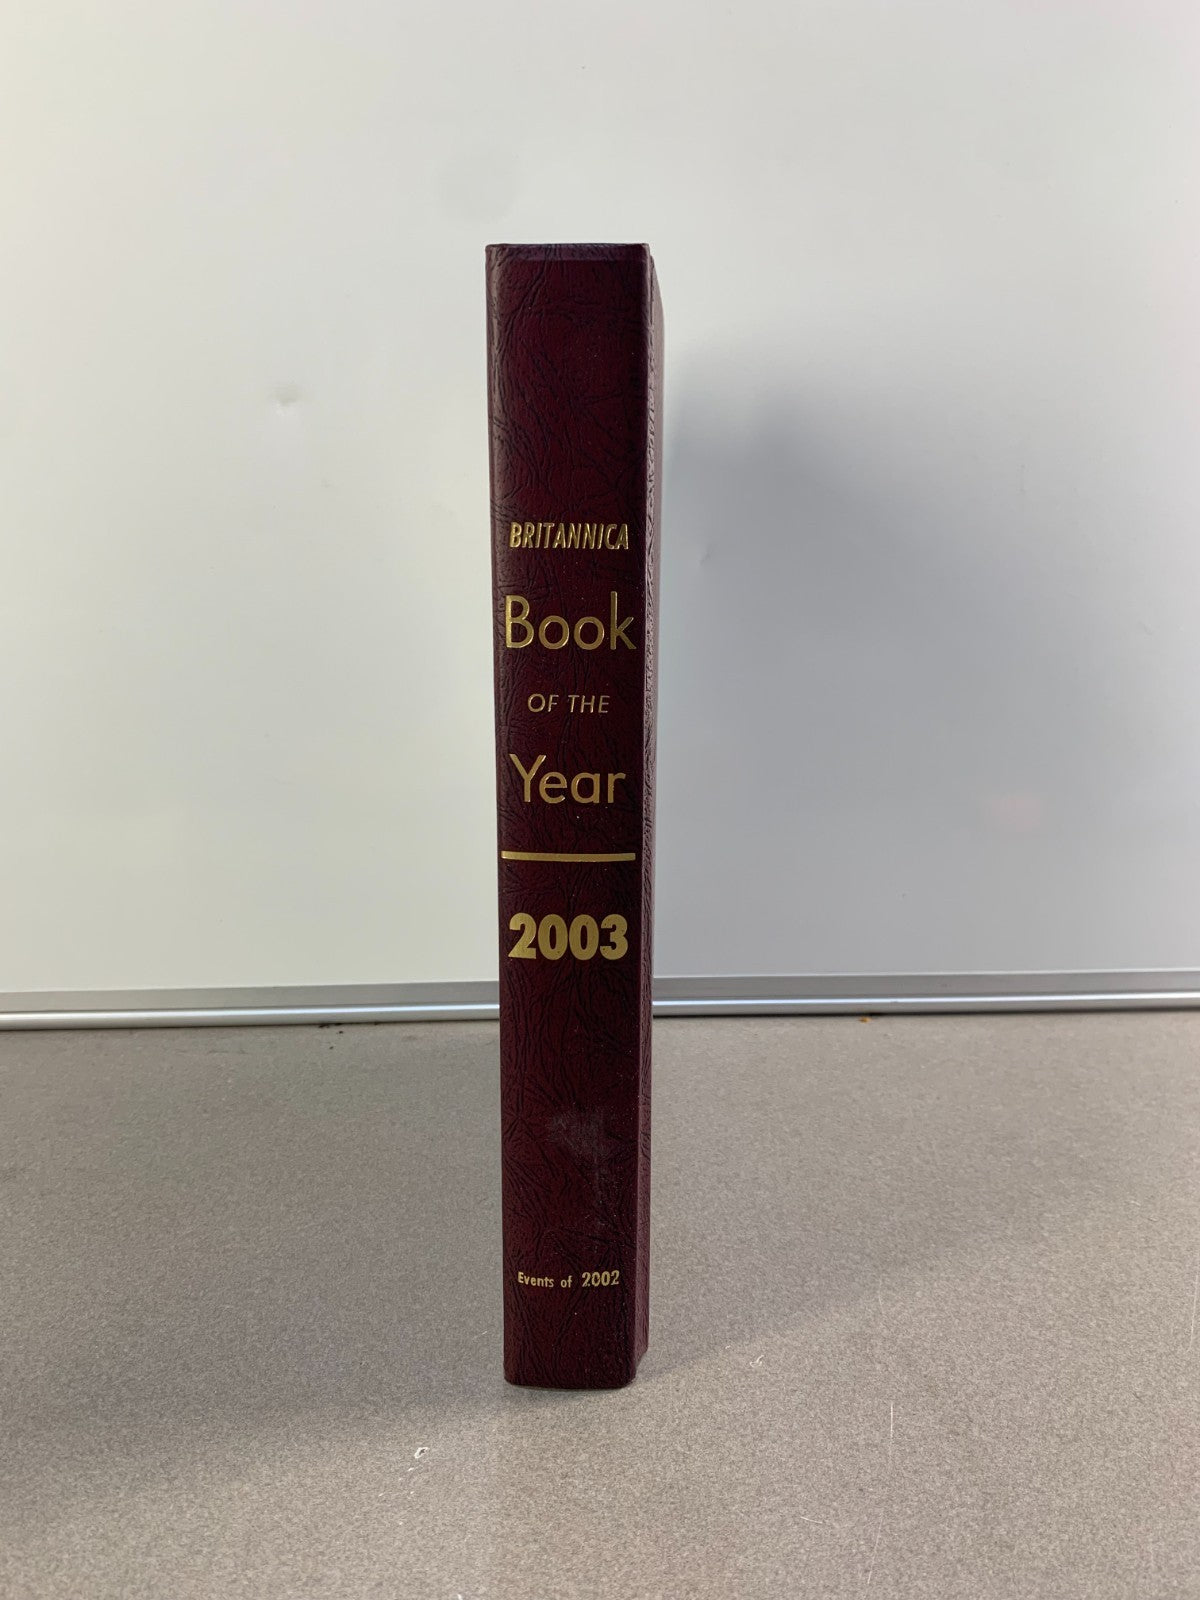 BRITANNICA
Book
OF THE
Year
2003
Events of 2002